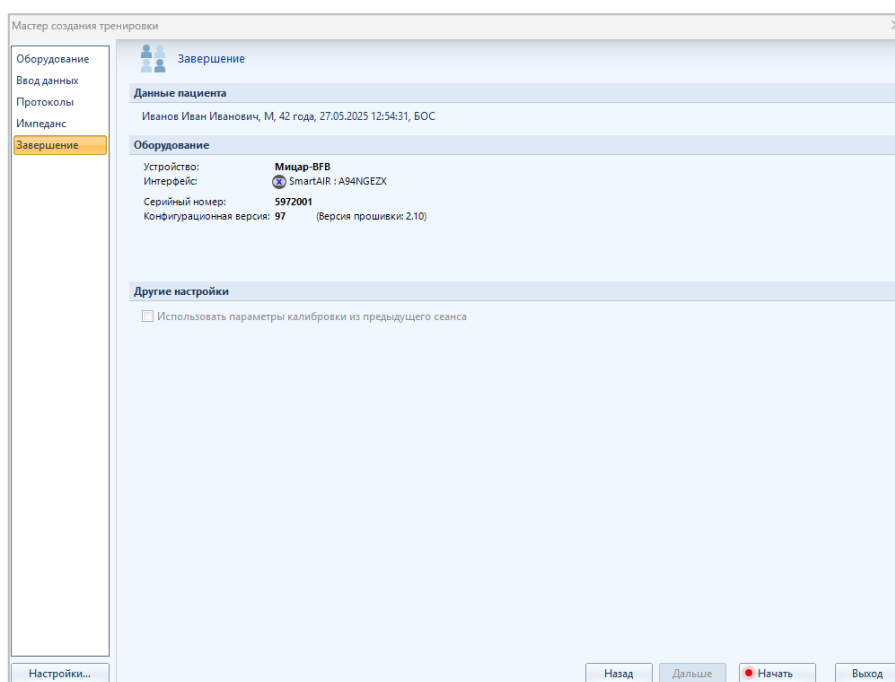 Мастер создания тренировки
Оборудование
Ввод данных
Протоколы
Импеданс
Завершение
Завершение
Данные пациента
Иванов Иван Иванович, М, 42 года, 27.05.2025 12:54:31, БОС
Оборудование
Устройство: Мицар-BFB
Интерфейс: SmartAIR : A94NGEZX
Серийный номер: 5972001
Конфигурационная версия: 97 (Версия прошивки: 2.10)
Другие настройки
Использовать параметры калибровки из предыдущего сеанса
Настройки... Назад Дальше Начать Выход